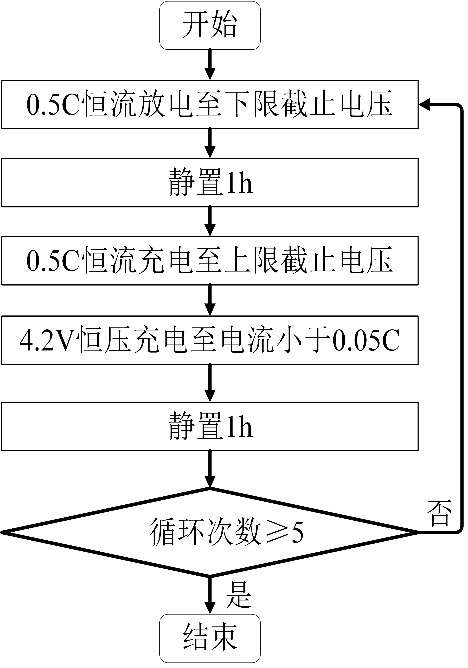 开始
0.5C恒流放电至下限截止电压
静置1h
0.5C恒流充电至上限截止电压
4.2V恒压充电至电流小于0.05C
静置1h
循环次数≥5
否
是
结束